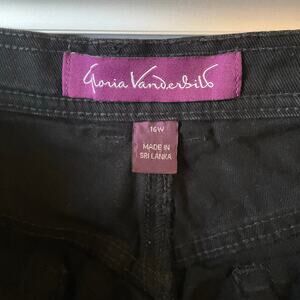 Gloria Vanderbilt
16W
MADE IN
SRI LANKA